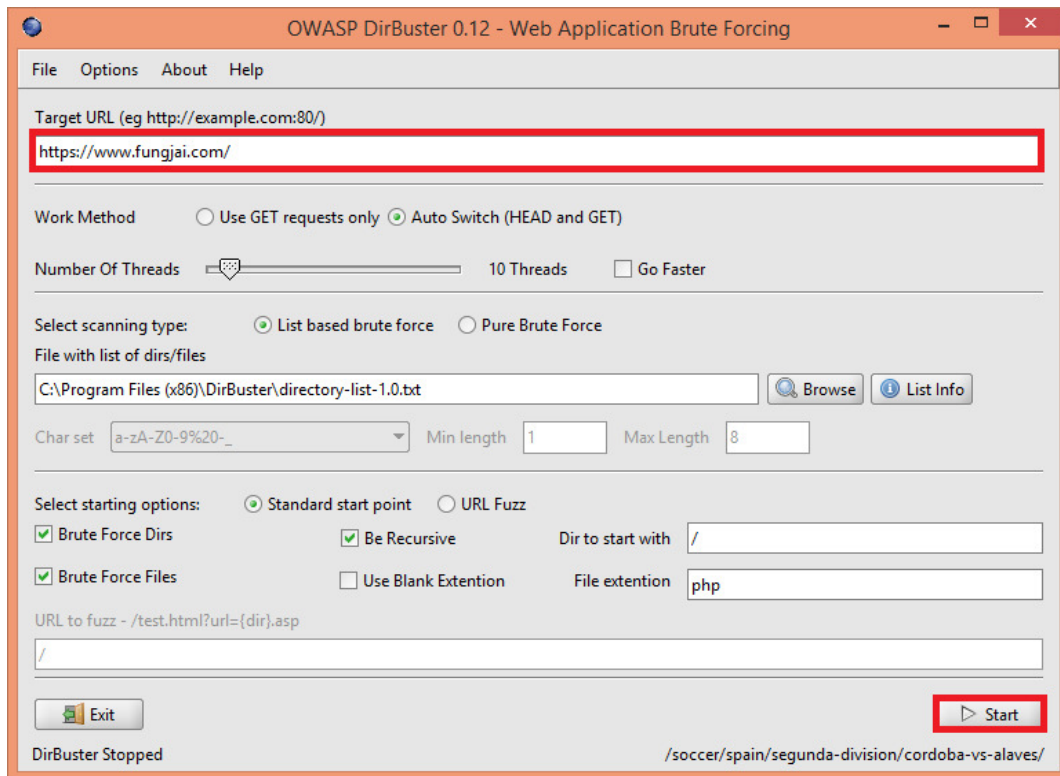 OWASP DirBuster 0.12 - Web Application Brute Forcing
File Options About Help
Target URL (eg http://example.com:80/)
https://www.fungjai.com/
Work Method Use GET requests only Auto Switch (HEAD and GET)
Number Of Threads 10 Threads Go Faster
Select scanning type: List based brute force Pure Brute Force
File with list of dirs/files
C:\Program Files (x86)\DirBuster\directory-list-1.0.txt Browse List Info
Char set a-zA-Z0-9%20-_ Min length 1 Max Length 8
Select starting options: Standard start point URL Fuzz
Brute Force Dirs Be Recursive Dir to start with /
Brute Force Files Use Blank Extention File extention php
URL to fuzz - /test.html?url={dir}.asp
/
Exit Start
DirBuster Stopped /soccer/spain/segunda-division/cordoba-vs-alaves/